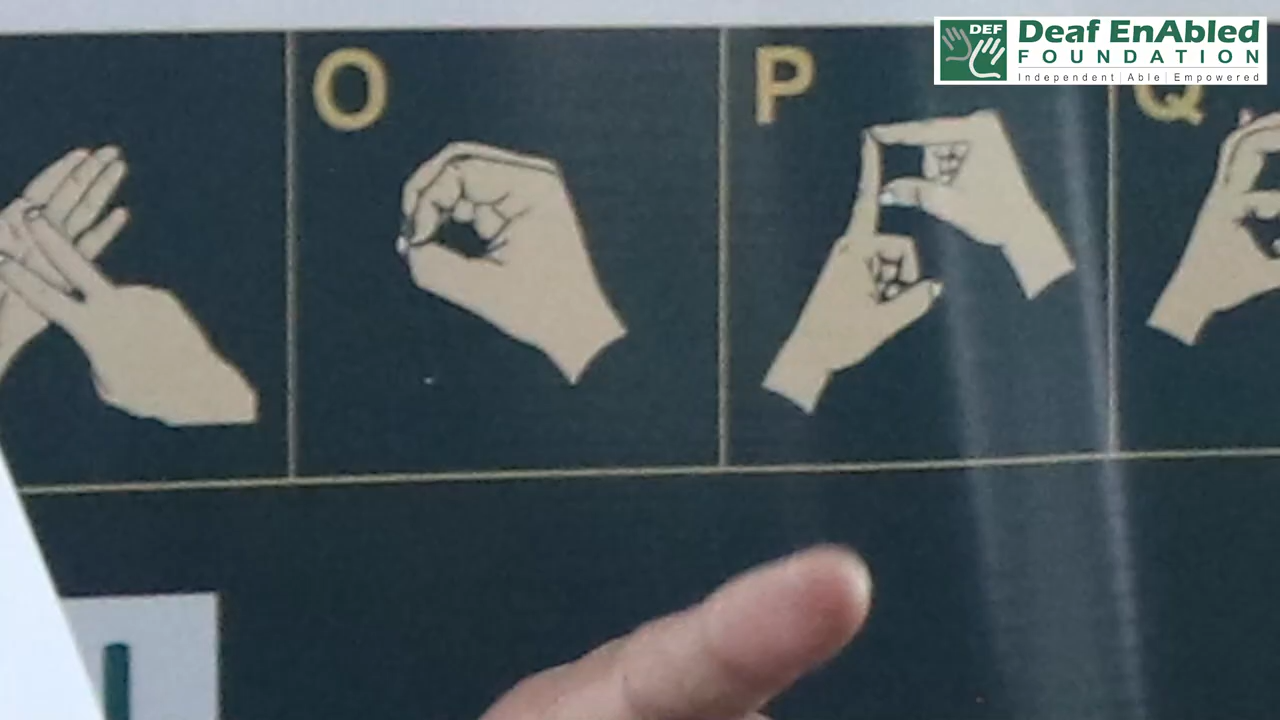 O
P
Q
DEF
Deaf EnAbled
FOUNDATION
Independent | Able | Empowered